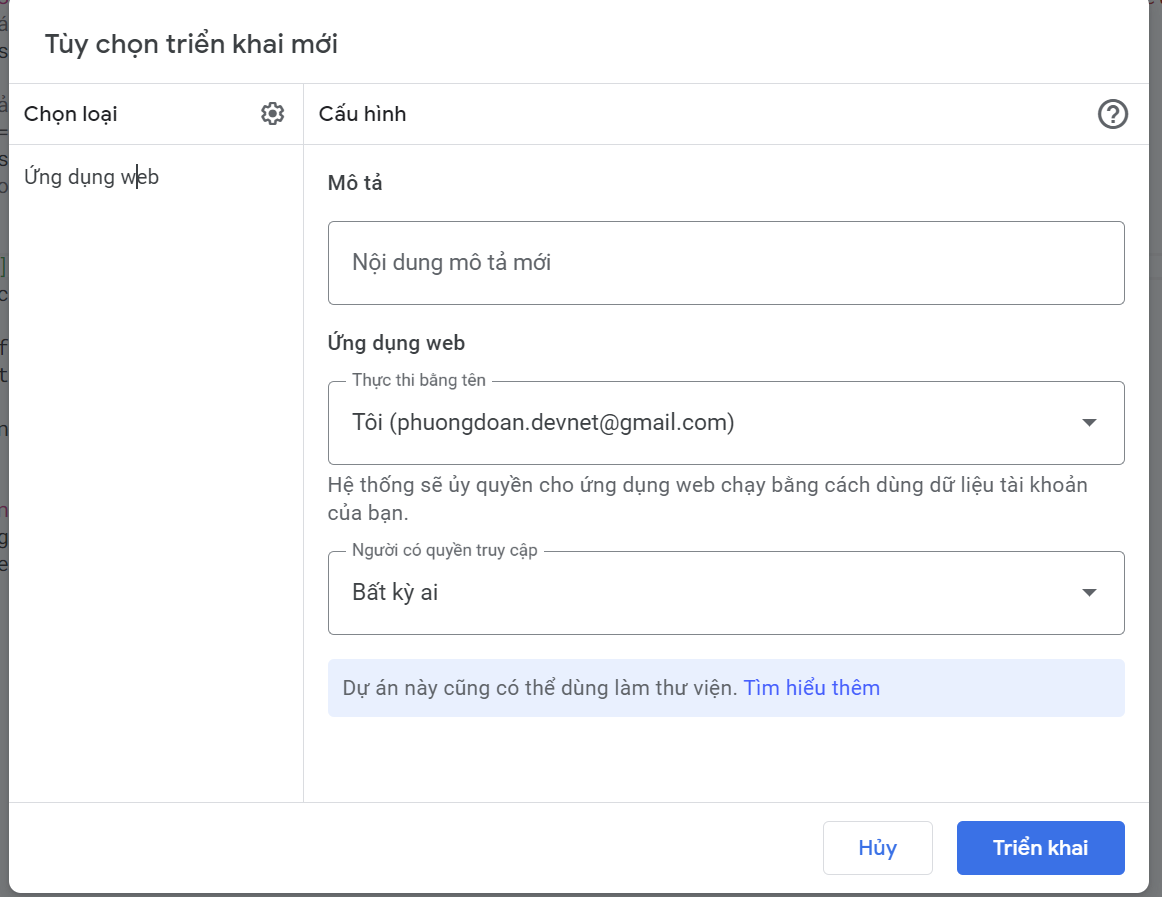 Tùy chọn triển khai mới
Chọn loại
Cấu hình
Ứng dụng web
Mô tả
Nội dung mô tả mới
Ứng dụng web
Thực thi bằng tên
Tôi (phuongdoan.devnet@gmail.com)
Hệ thống sẽ ủy quyền cho ứng dụng web chạy bằng cách dùng dữ liệu tài khoản
của bạn.
Người có quyền truy cập
Bất kỳ ai
Dự án này cũng có thể dùng làm thư viện. Tìm hiểu thêm
Hủy
Triển khai